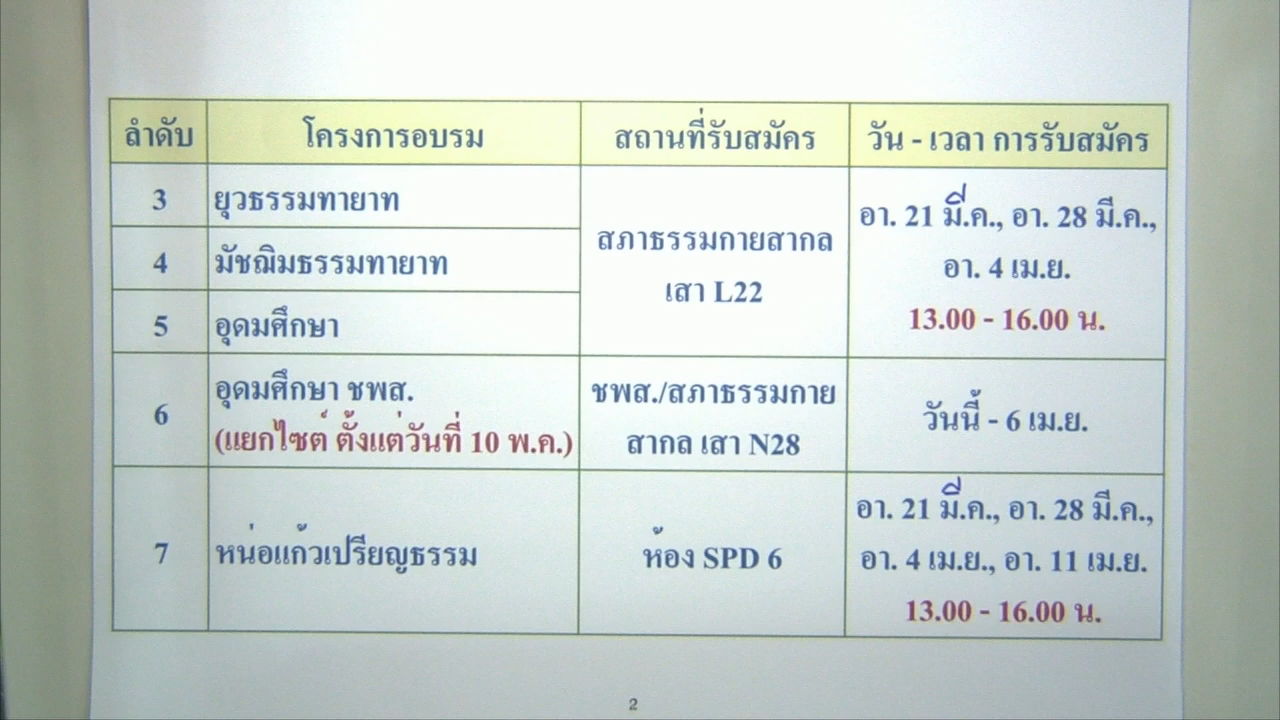 ลำดับ โครงการอบรม สถานที่รับสมัคร วัน - เวลา การรับสมัคร
3 ยุวธรรมทายาท
4 มัชฌิมธรรมทายาท
5 อุดมศึกษา
สภาธรรมกายสากล
เสา L22
อา. 21 มี.ค., อา. 28 มี.ค.,
อา. 4 เม.ย.
13.00 - 16.00 น.
6 อุดมศึกษา ชพส.
(แยกไซต์ ตั้งแต่วันที่ 10 พ.ค.)
ชพส./สภาธรรมกาย
สากล เสา N28
วันนี้ - 6 เม.ย.
7 หน่อแก้วเปรียญธรรม
ห้อง SPD 6
อา. 21 มี.ค., อา. 28 มี.ค.,
อา. 4 เม.ย., อา. 11 เม.ย.
13.00 - 16.00 น.
2